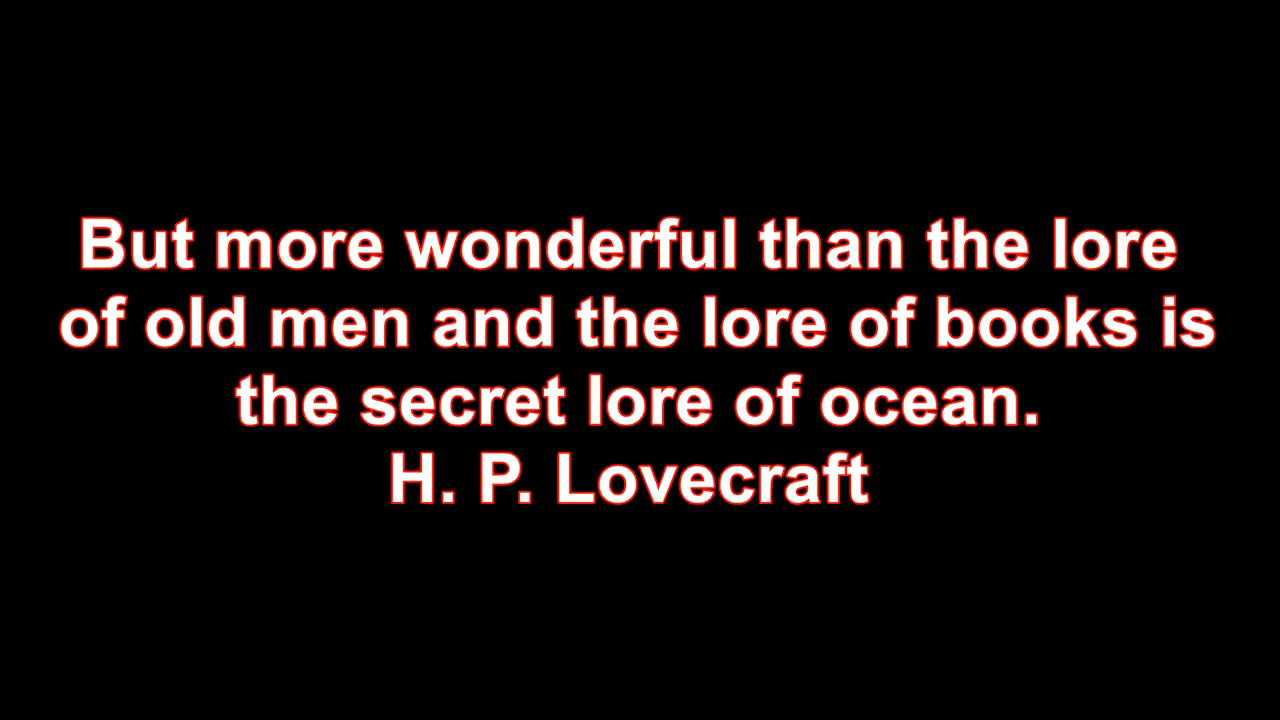 But more wonderful than the lore
of old men and the lore of books is
the secret lore of ocean.
H. P. Lovecraft